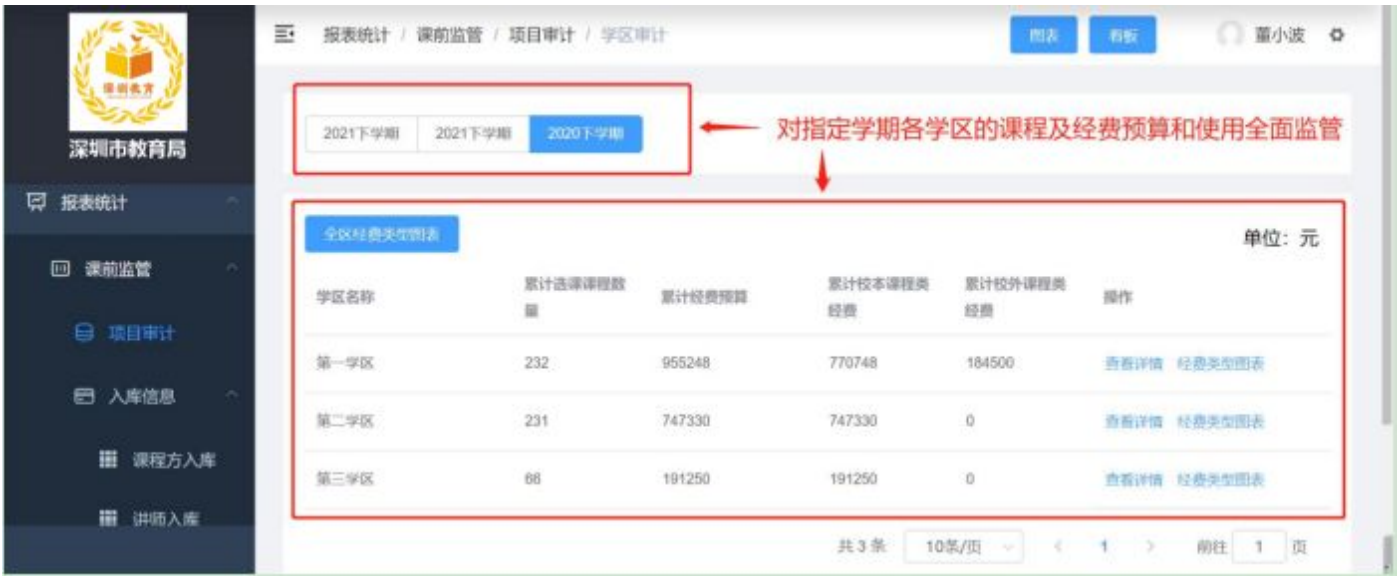 深圳教育
深圳市教育局
报表统计
课前监管
项目审计
入库信息
课程方入库
讲师入库
报表统计 / 课前监管 / 项目审计 / 学区审计
图表 看板 董小波
2021下学期 2021下学期 2020下学期
对指定学期各学区的课程及经费预算和使用全面监管
全区经费类型图表
单位：元
学区名称 累计选课课程数量 累计经费预算 累计校本课程类经费 累计校外课程类经费 操作
第一学区 232 955248 770748 184500 查看详情 经费类型图表
第二学区 231 747330 747330 0 查看详情 经费类型图表
第三学区 66 191250 191250 0 查看详情 经费类型图表
共 3 条 10条/页 < 1 > 前往 1 页